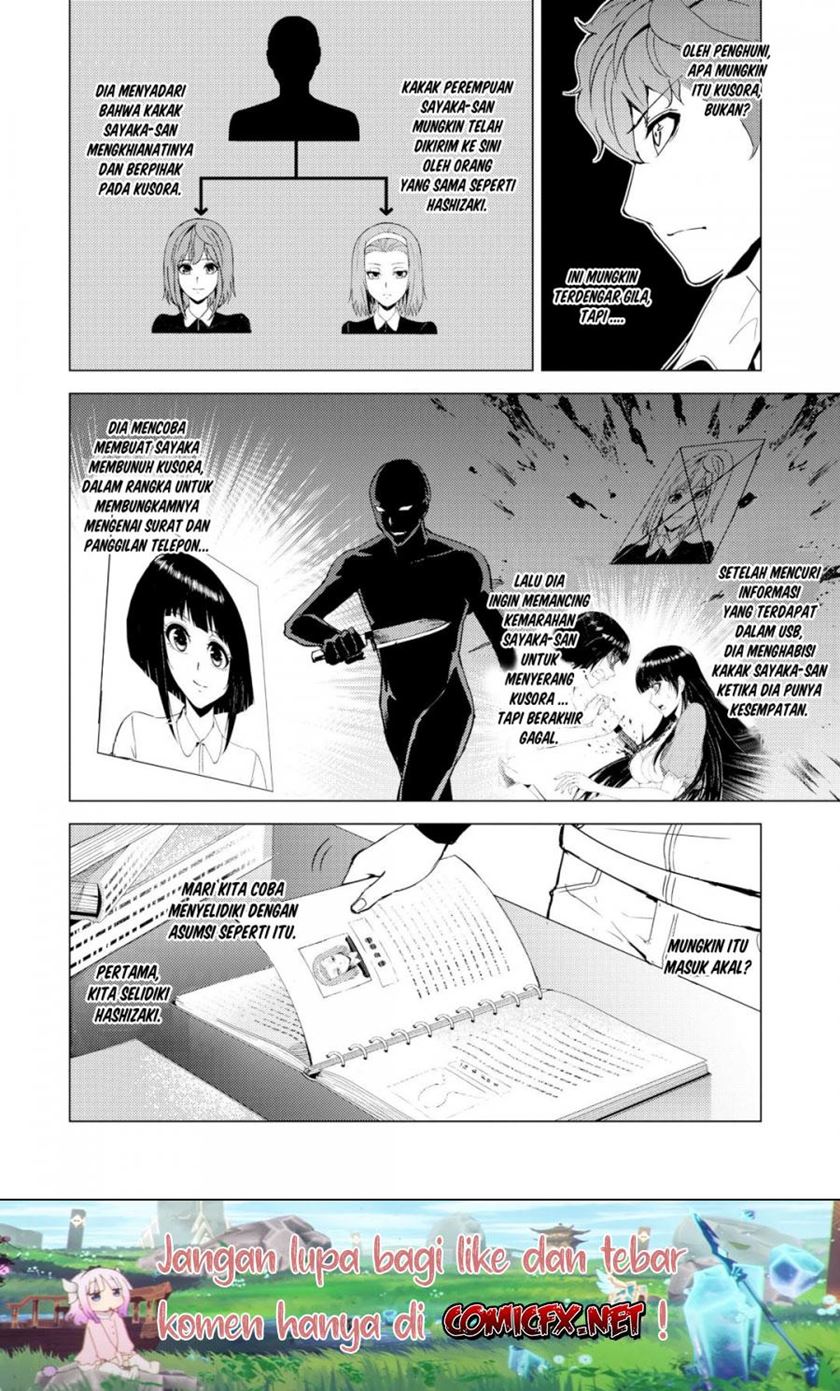 OLEH PENGHUNI,
APA MUNGKIN
ITU KUSORA,
BUKAN?
INI MUNGKIN
TERDENGAR GILA,
TAPI ....
KAKAK PEREMPUAN
SAYAKA-SAN
MUNGKIN TELAH
DIKIRIM KE SINI
OLEH ORANG
YANG SAMA SEPERTI
HASHIZAKI.
DIA MENYADARI
BAHWA KAKAK
SAYAKA-SAN
MENGKHIANATINYA
DAN BERPIHAK
PADA KUSORA.
SETELAH MENCURI
INFORMASI
YANG TERDAPAT
DALAM USB,
DIA MENGHABISI
KAKAK SAYAKA-SAN
KETIKA DIA PUNYA
KESEMPATAN.
LALU DIA
INGIN MEMANCING
KEMARAHAN
SAYAKA-SAN
UNTUK
MENYERANG
KUSORA ...
TAPI BERAKHIR
GAGAL.
DIA MENCOBA
MEMBUAT SAYAKA
MEMBUNUH KUSORA,
DALAM RANGKA UNTUK
MEMBUNGKAMNYA
MENGENAI SURAT DAN
PANGGILAN TELEPON...
MUNGKIN ITU
MASUK AKAL?
MARI KITA COBA
MENYELIDIKI DENGAN
ASUMSI SEPERTI ITU.
PERTAMA,
KITA SELIDIKI
HASHIZAKI.
Jangan lupa bagi like dan tebar
komen hanya di COMICFX.NET !